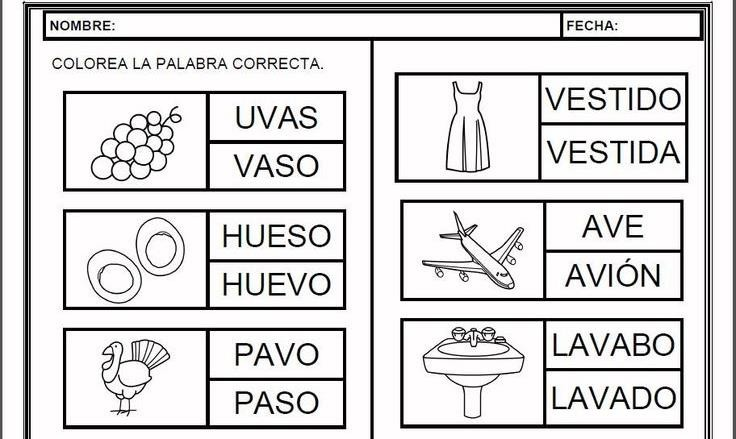 NOMBRE:
FECHA:
COLOREA LA PALABRA CORRECTA.
UVAS
VASO
HUESO
HUEVO
PAVO
PASO
VESTIDO
VESTIDA
AVE
AVIÓN
LAVABO
LAVADO